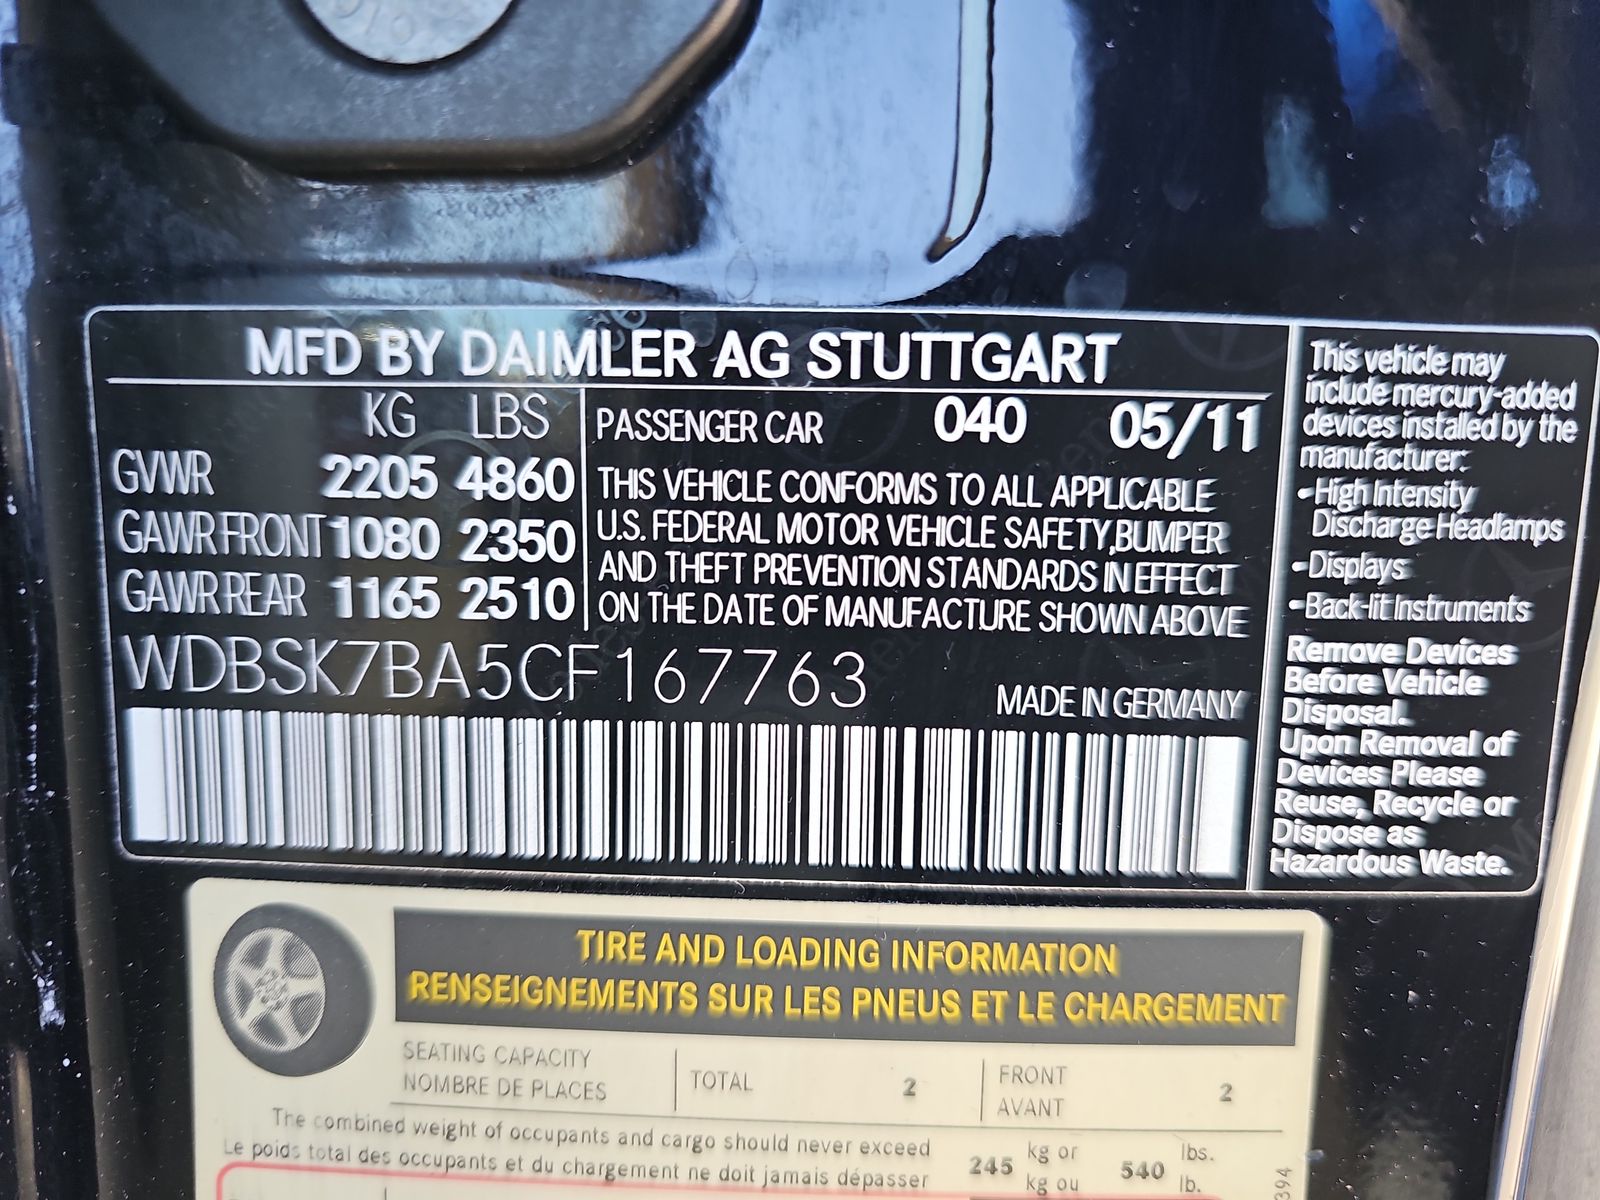 MFD BY DAIMLER AG STUTTGART
KG LBS
GVWR 2205 4860
GAWR FRONT 1080 2350
GAWR REAR 1165 2510
PASSENGER CAR 040 05/11
THIS VEHICLE CONFORMS TO ALL APPLICABLE
U.S. FEDERAL MOTOR VEHICLE SAFETY,BUMPER
AND THEFT PREVENTION STANDARDS IN EFFECT
ON THE DATE OF MANUFACTURE SHOWN ABOVE
WDBSK7BA5CF167763
MADE IN GERMANY
This vehicle may
include mercury-added
devices installed by the
manufacturer:
•High Intensity
Discharge Headlamps
•Displays
•Back-lit Instruments
Remove Devices
Before Vehicle
Disposal.
Upon Removal of
Devices Please
Reuse, Recycle or
Dispose as
Hazardous Waste.
TIRE AND LOADING INFORMATION
RENSEIGNEMENTS SUR LES PNEUS ET LE CHARGEMENT
SEATING CAPACITY
NOMBRE DE PLACES
TOTAL 2
FRONT
AVANT
2
The combined weight of occupants and cargo should never exceed
Le poids total des occupants et du chargement ne doit jamais dépasser
245
kg or
kg ou
540
lbs.
lb.
394